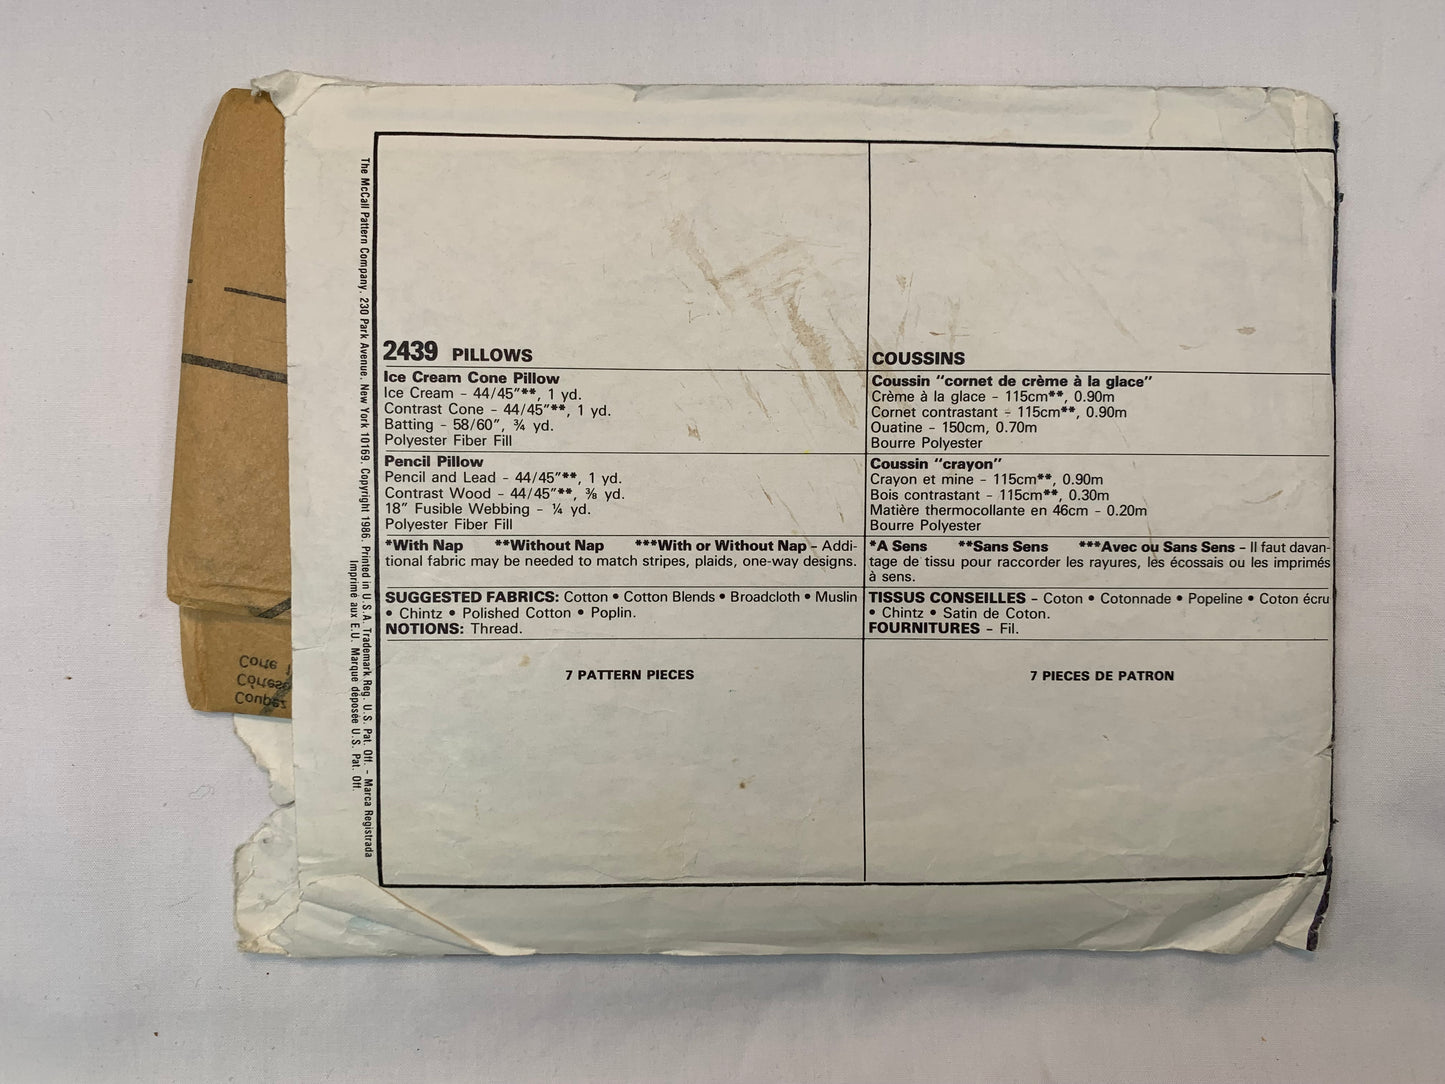 The McCall Pattern Company, 230 Park Avenue, New York 10169. Copyright 1986. Printed in U.S.A. Trademark Reg. U.S. Pat. Off. - Marca Registrada
Imprimé aux E.U. Marque déposée U.S. Pat. Off.
2439 PILLOWS
Ice Cream Cone Pillow
Ice Cream - 44/45"**, 1 yd.
Contrast Cone - 44/45"**, 1 yd.
Batting - 58/60", ¾ yd.
Polyester Fiber Fill
Pencil Pillow
Pencil and Lead - 44/45"**, 1 yd.
Contrast Wood - 44/45"**, ⅜ yd.
18" Fusible Webbing - ¼ yd.
Polyester Fiber Fill
*With Nap **Without Nap ***With or Without Nap - Addi-
tional fabric may be needed to match stripes, plaids, one-way designs.
SUGGESTED FABRICS: Cotton • Cotton Blends • Broadcloth • Muslin
• Chintz • Polished Cotton • Poplin.
NOTIONS: Thread.
7 PATTERN PIECES
COUSSINS
Coussin "cornet de crème à la glace"
Crème à la glace - 115cm**, 0.90m
Cornet contrastant - 115cm**, 0.90m
Ouatine - 150cm, 0.70m
Bourre Polyester
Coussin "crayon"
Crayon et mine - 115cm**, 0.90m
Bois contrastant - 115cm**, 0.30m
Matière thermocollante en 46cm - 0.20m
Bourre Polyester
*A Sens **Sans Sens ***Avec ou Sans Sens - Il faut davan-
tage de tissu pour raccorder les rayures, les écossais ou les imprimés
à sens.
TISSUS CONSEILLES - Coton • Cotonnade • Popeline • Coton écru
• Chintz • Satin de Coton.
FOURNITURES - Fil.
7 PIECES DE PATRON
Coupez
Córtese
Corte 1